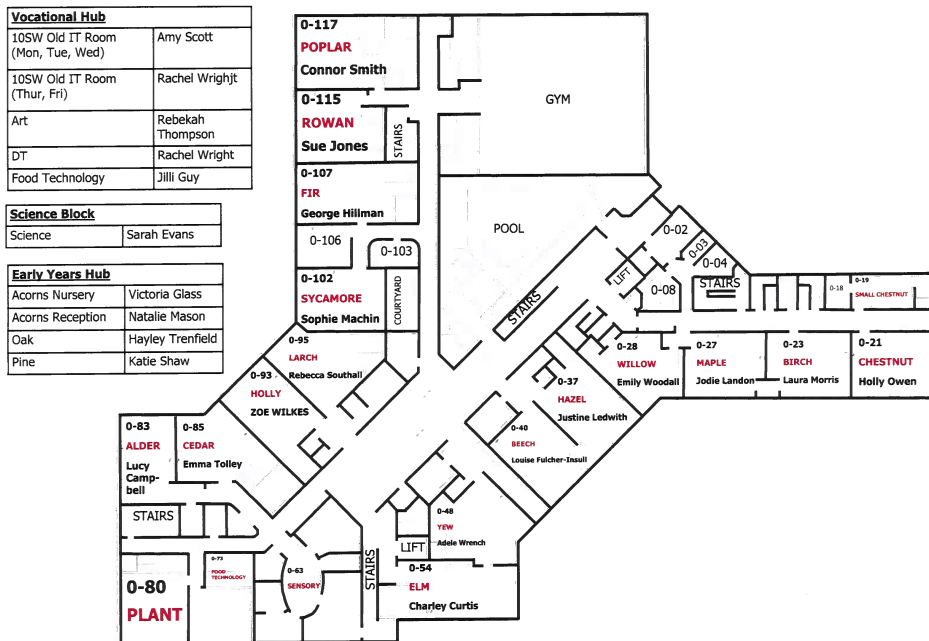 Vocational Hub
10SW Old IT Room
(Mon, Tue, Wed)
Amy Scott
10SW Old IT Room
(Thur, Fri)
Rachel Wrighjt
Art
Rebekah
Thompson
DT
Rachel Wright
Food Technology
Jilli Guy
Science Block
Science
Sarah Evans
Early Years Hub
Acorns Nursery
Victoria Glass
Acorns Reception
Natalie Mason
Oak
Hayley Trenfield
Pine
Katie Shaw
0-117
POPLAR
Connor Smith
GYM
0-115
ROWAN
Sue Jones
STAIRS
0-107
FIR
George Hillman
POOL
0-106
0-103
0-102
SYCAMORE
Sophie Machin
COURTYARD
STAIRS
LIFT
0-02
0-03
0-04
0-08
STAIRS
0-18
0-19
SMALL CHESTNUT
0-95
LARCH
Rebecca Southall
0-93
HOLLY
ZOE WILKES
0-28
WILLOW
Emily Woodall
0-27
MAPLE
Jodie Landon
0-23
BIRCH
Laura Morris
0-21
CHESTNUT
Holly Owen
0-37
HAZEL
Justine Ledwith
0-40
BEECH
Louise Fulcher-Insull
0-83
ALDER
Lucy
Camp-
bell
0-85
CEDAR
Emma Tolley
STAIRS
0-48
YEW
Adele Wrench
LIFT
STAIRS
0-54
ELM
Charley Curtis
0-73
FOOD
TECHNOLOGY
0-63
SENSORY
0-80
PLANT